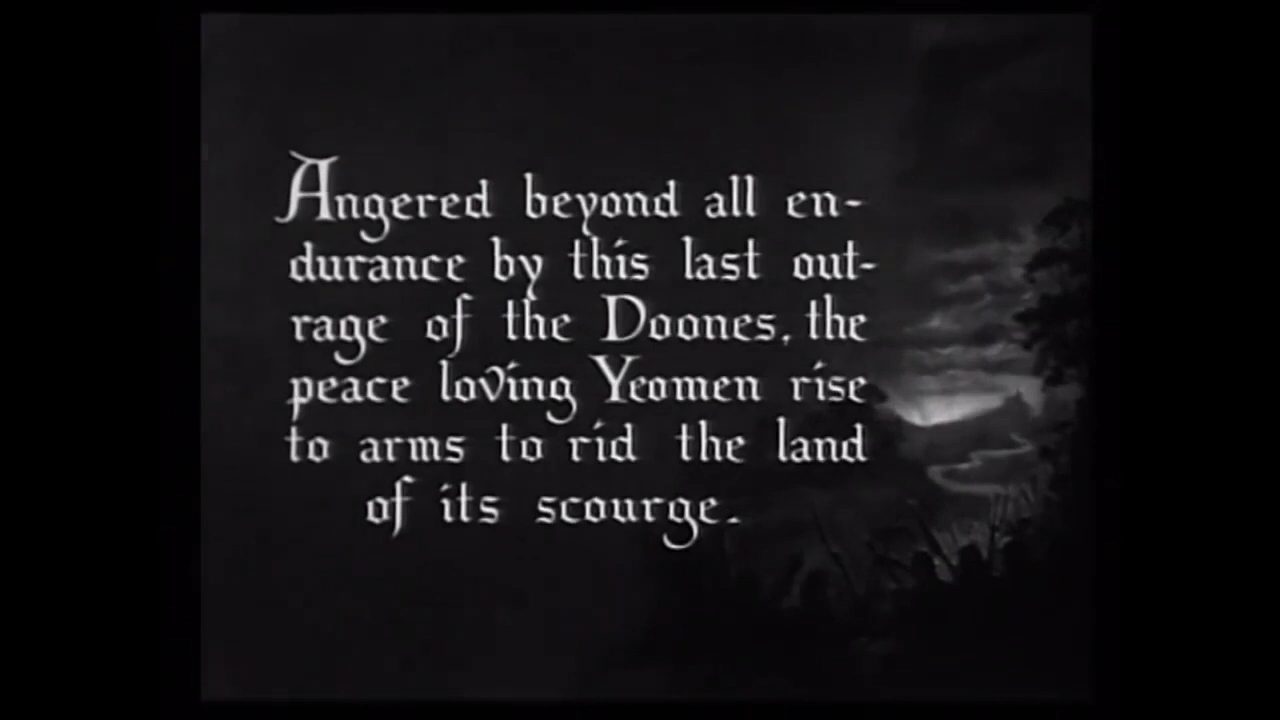 Angered beyond all en-
durance by this last out-
rage of the Doones, the
peace loving Yeomen rise
to arms to rid the land
of its scourge.